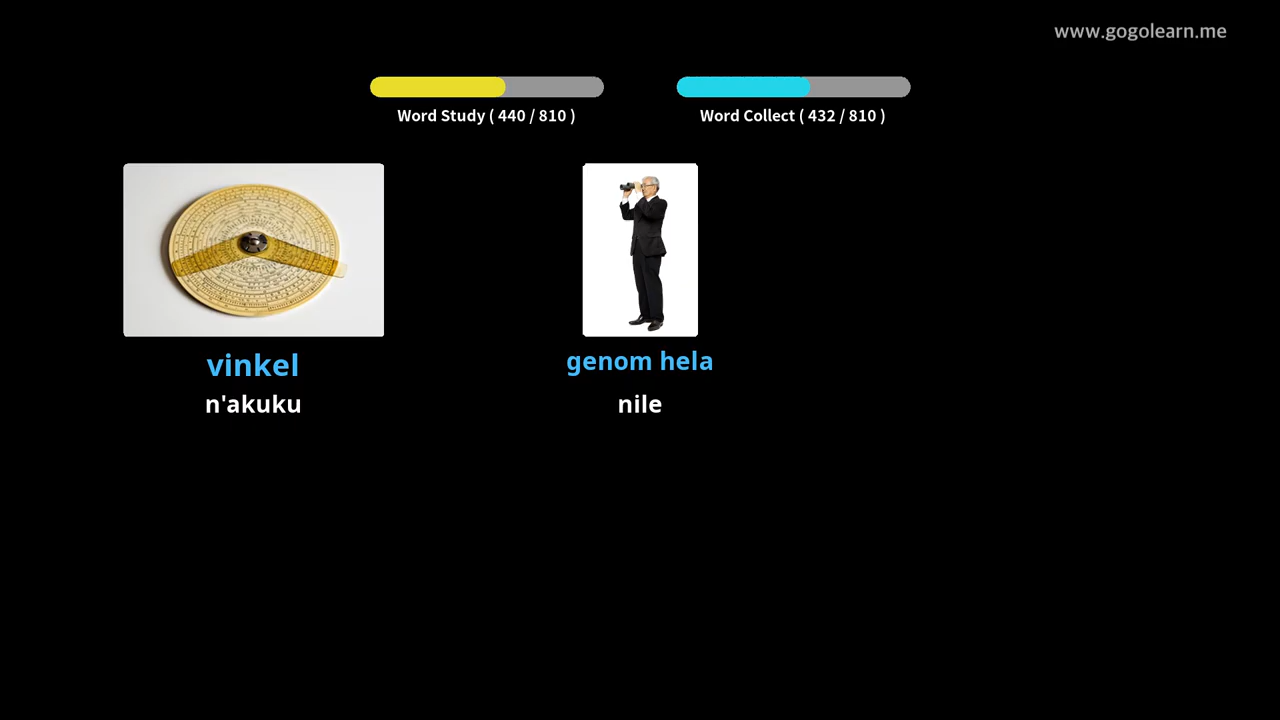 www.gogolearn.me
Word Study ( 440 / 810 )
Word Collect ( 432 / 810 )
vinkel
n'akuku
genom hela
nile